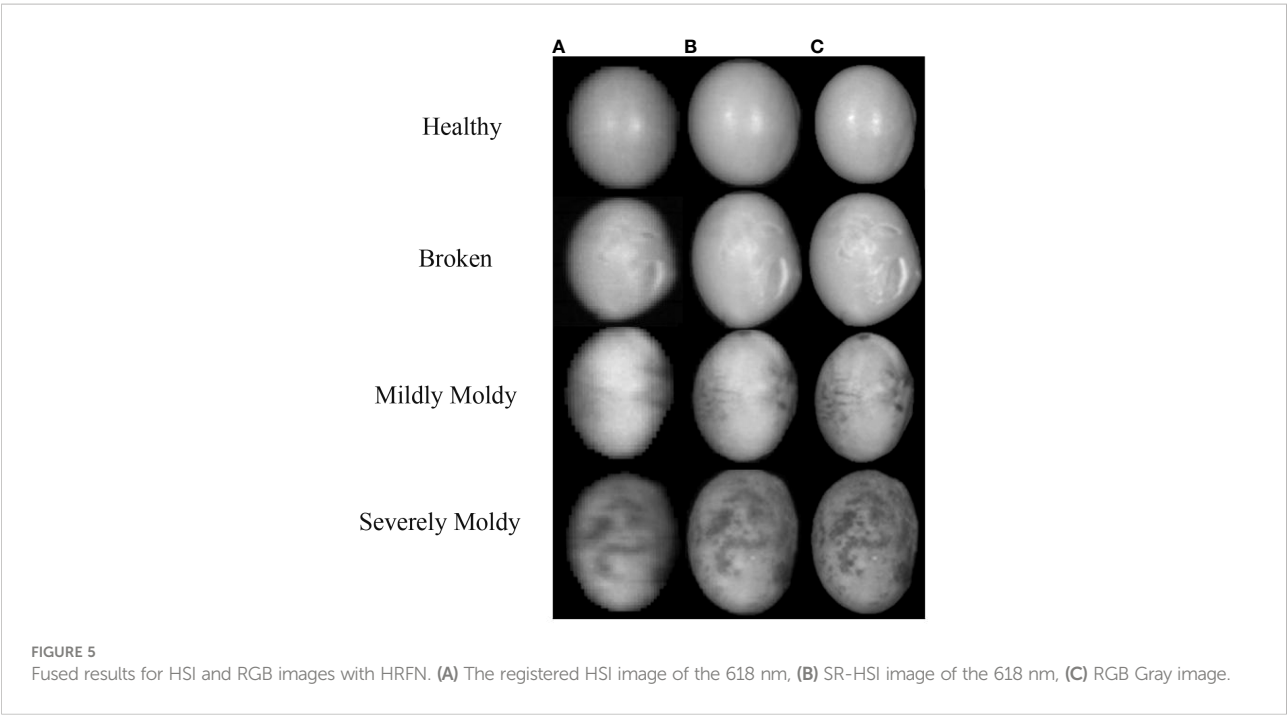 A B C
Healthy
Broken
Mildly Moldy
Severely Moldy
FIGURE 5
Fused results for HSI and RGB images with HRFN. (A) The registered HSI image of the 618 nm, (B) SR-HSI image of the 618 nm, (C) RGB Gray image.